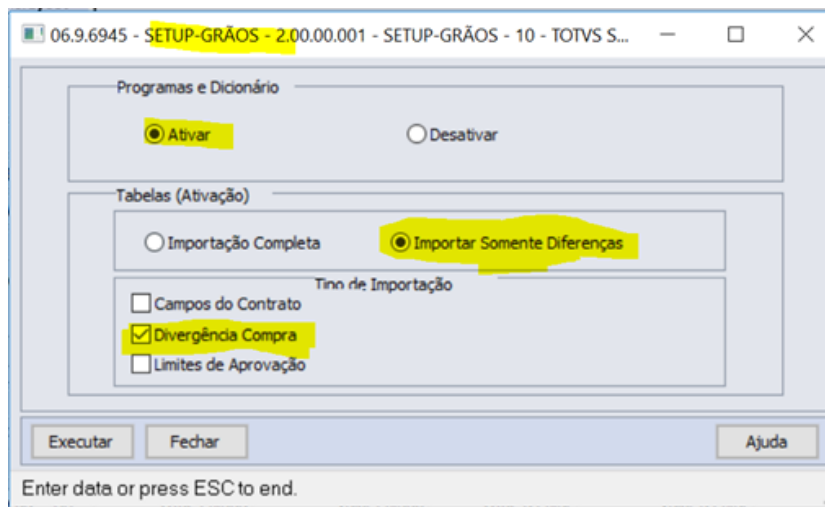 06.9.6945 - SETUP-GRÃOS - 2.00.00.001 - SETUP-GRÃOS - 10 - TOTVS S...
Programas e Dicionário
Ativar
Desativar
Tabelas (Ativação)
Importação Completa
Importar Somente Diferenças
Tipo de Importação
Campos do Contrato
Divergência Compra
Limites de Aprovação
Executar
Fechar
Ajuda
Enter data or press ESC to end.